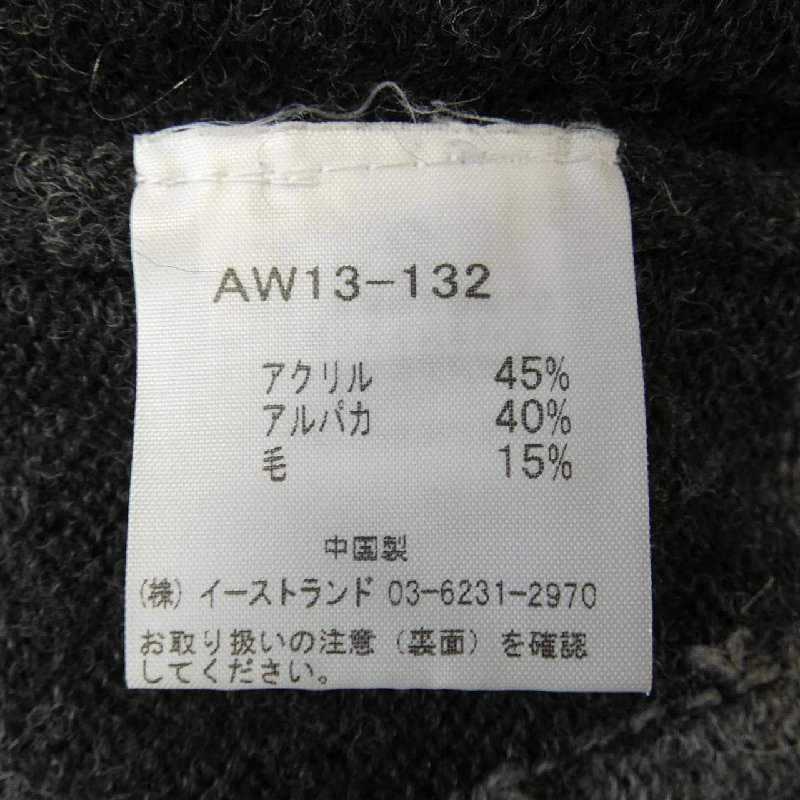 AW13-132
アクリル 45%
アルパカ 40%
毛 15%
中国製
(株) イーストランド 03-6231-2970
お取り扱いの注意 (裏面) を確認
してください。